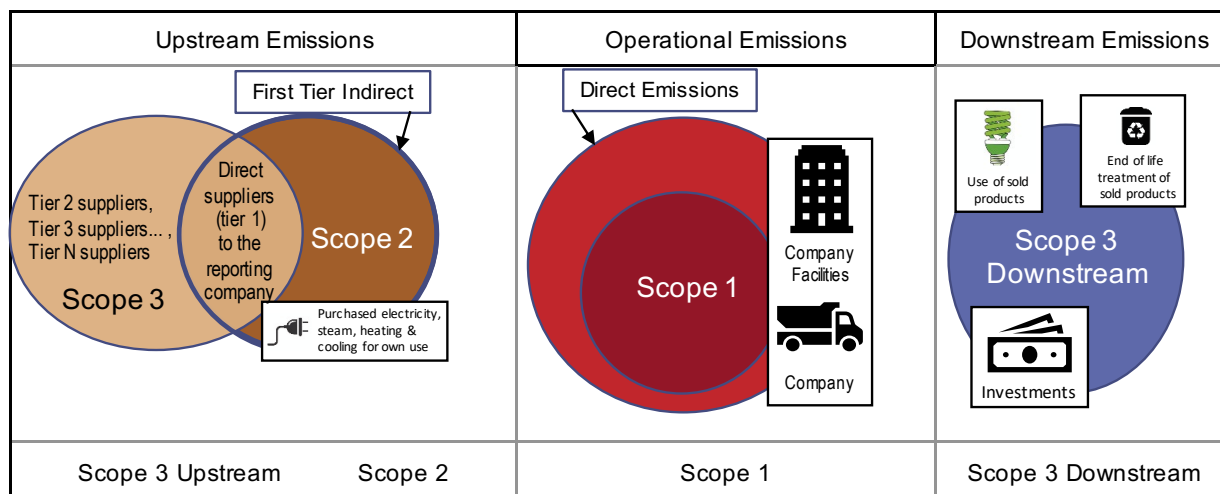 Upstream Emissions
Operational Emissions
Downstream Emissions
First Tier Indirect
Direct
suppliers
(tier 1)
to the
reporting
company
Tier 2 suppliers,
Tier 3 suppliers... ,
Tier N suppliers
Scope 3
Scope 2
Purchased electricity,
steam, heating &
cooling for own use
Direct Emissions
Scope 1
Company
Facilities
Company
Use of sold
products
End of life
treatment of
sold products
Scope 3
Downstream
Investments
Scope 3 Upstream
Scope 2
Scope 1
Scope 3 Downstream